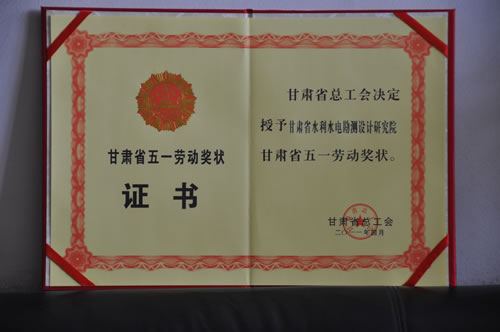 甘肃省五一劳动奖状
证书
甘肃省总工会决定
授予甘肃省水利水电勘测设计研究院
甘肃省五一劳动奖状。
甘肃省总工会